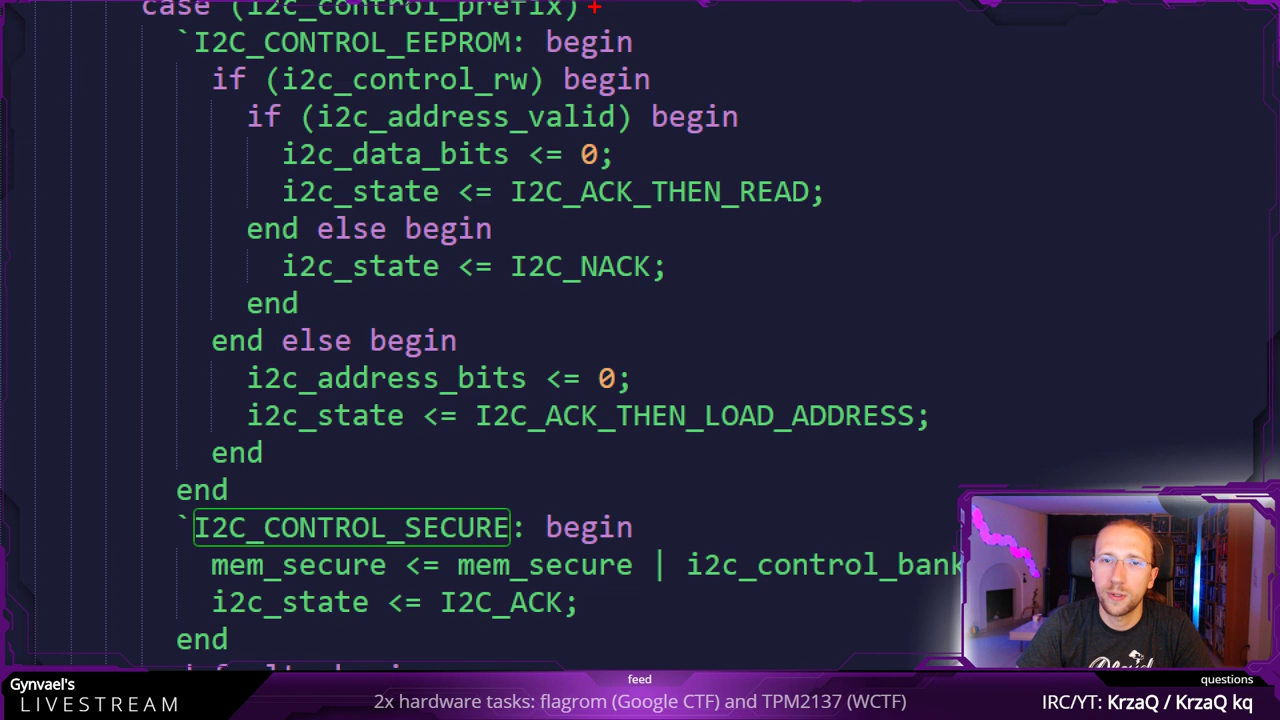 case (i2c_control_prefix)+
`I2C_CONTROL_EEPROM: begin
if (i2c_control_rw) begin
if (i2c_address_valid) begin
i2c_data_bits <= 0;
i2c_state <= I2C_ACK_THEN_READ;
end else begin
i2c_state <= I2C_NACK;
end
end else begin
i2c_address_bits <= 0;
i2c_state <= I2C_ACK_THEN_LOAD_ADDRESS;
end
end
`I2C_CONTROL_SECURE: begin
mem_secure <= mem_secure | i2c_control_bank
i2c_state <= I2C_ACK;
end
Gynvael's
LIVESTREAM
feed
2x hardware tasks: flagrom (Google CTF) and TPM2137 (WCTF)
questions
IRC/YT: KrzaQ / KrzaQ kq